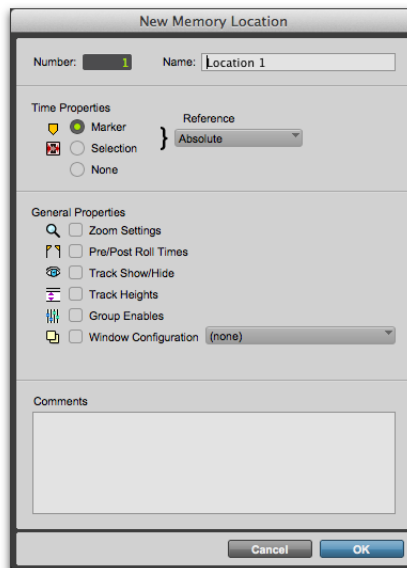 New Memory Location
Number: 1 Name: Location 1
Time Properties
Reference
Marker
Absolute
Selection
None
General Properties
Zoom Settings
Pre/Post Roll Times
Track Show/Hide
Track Heights
Group Enables
Window Configuration (none)
Comments
Cancel OK